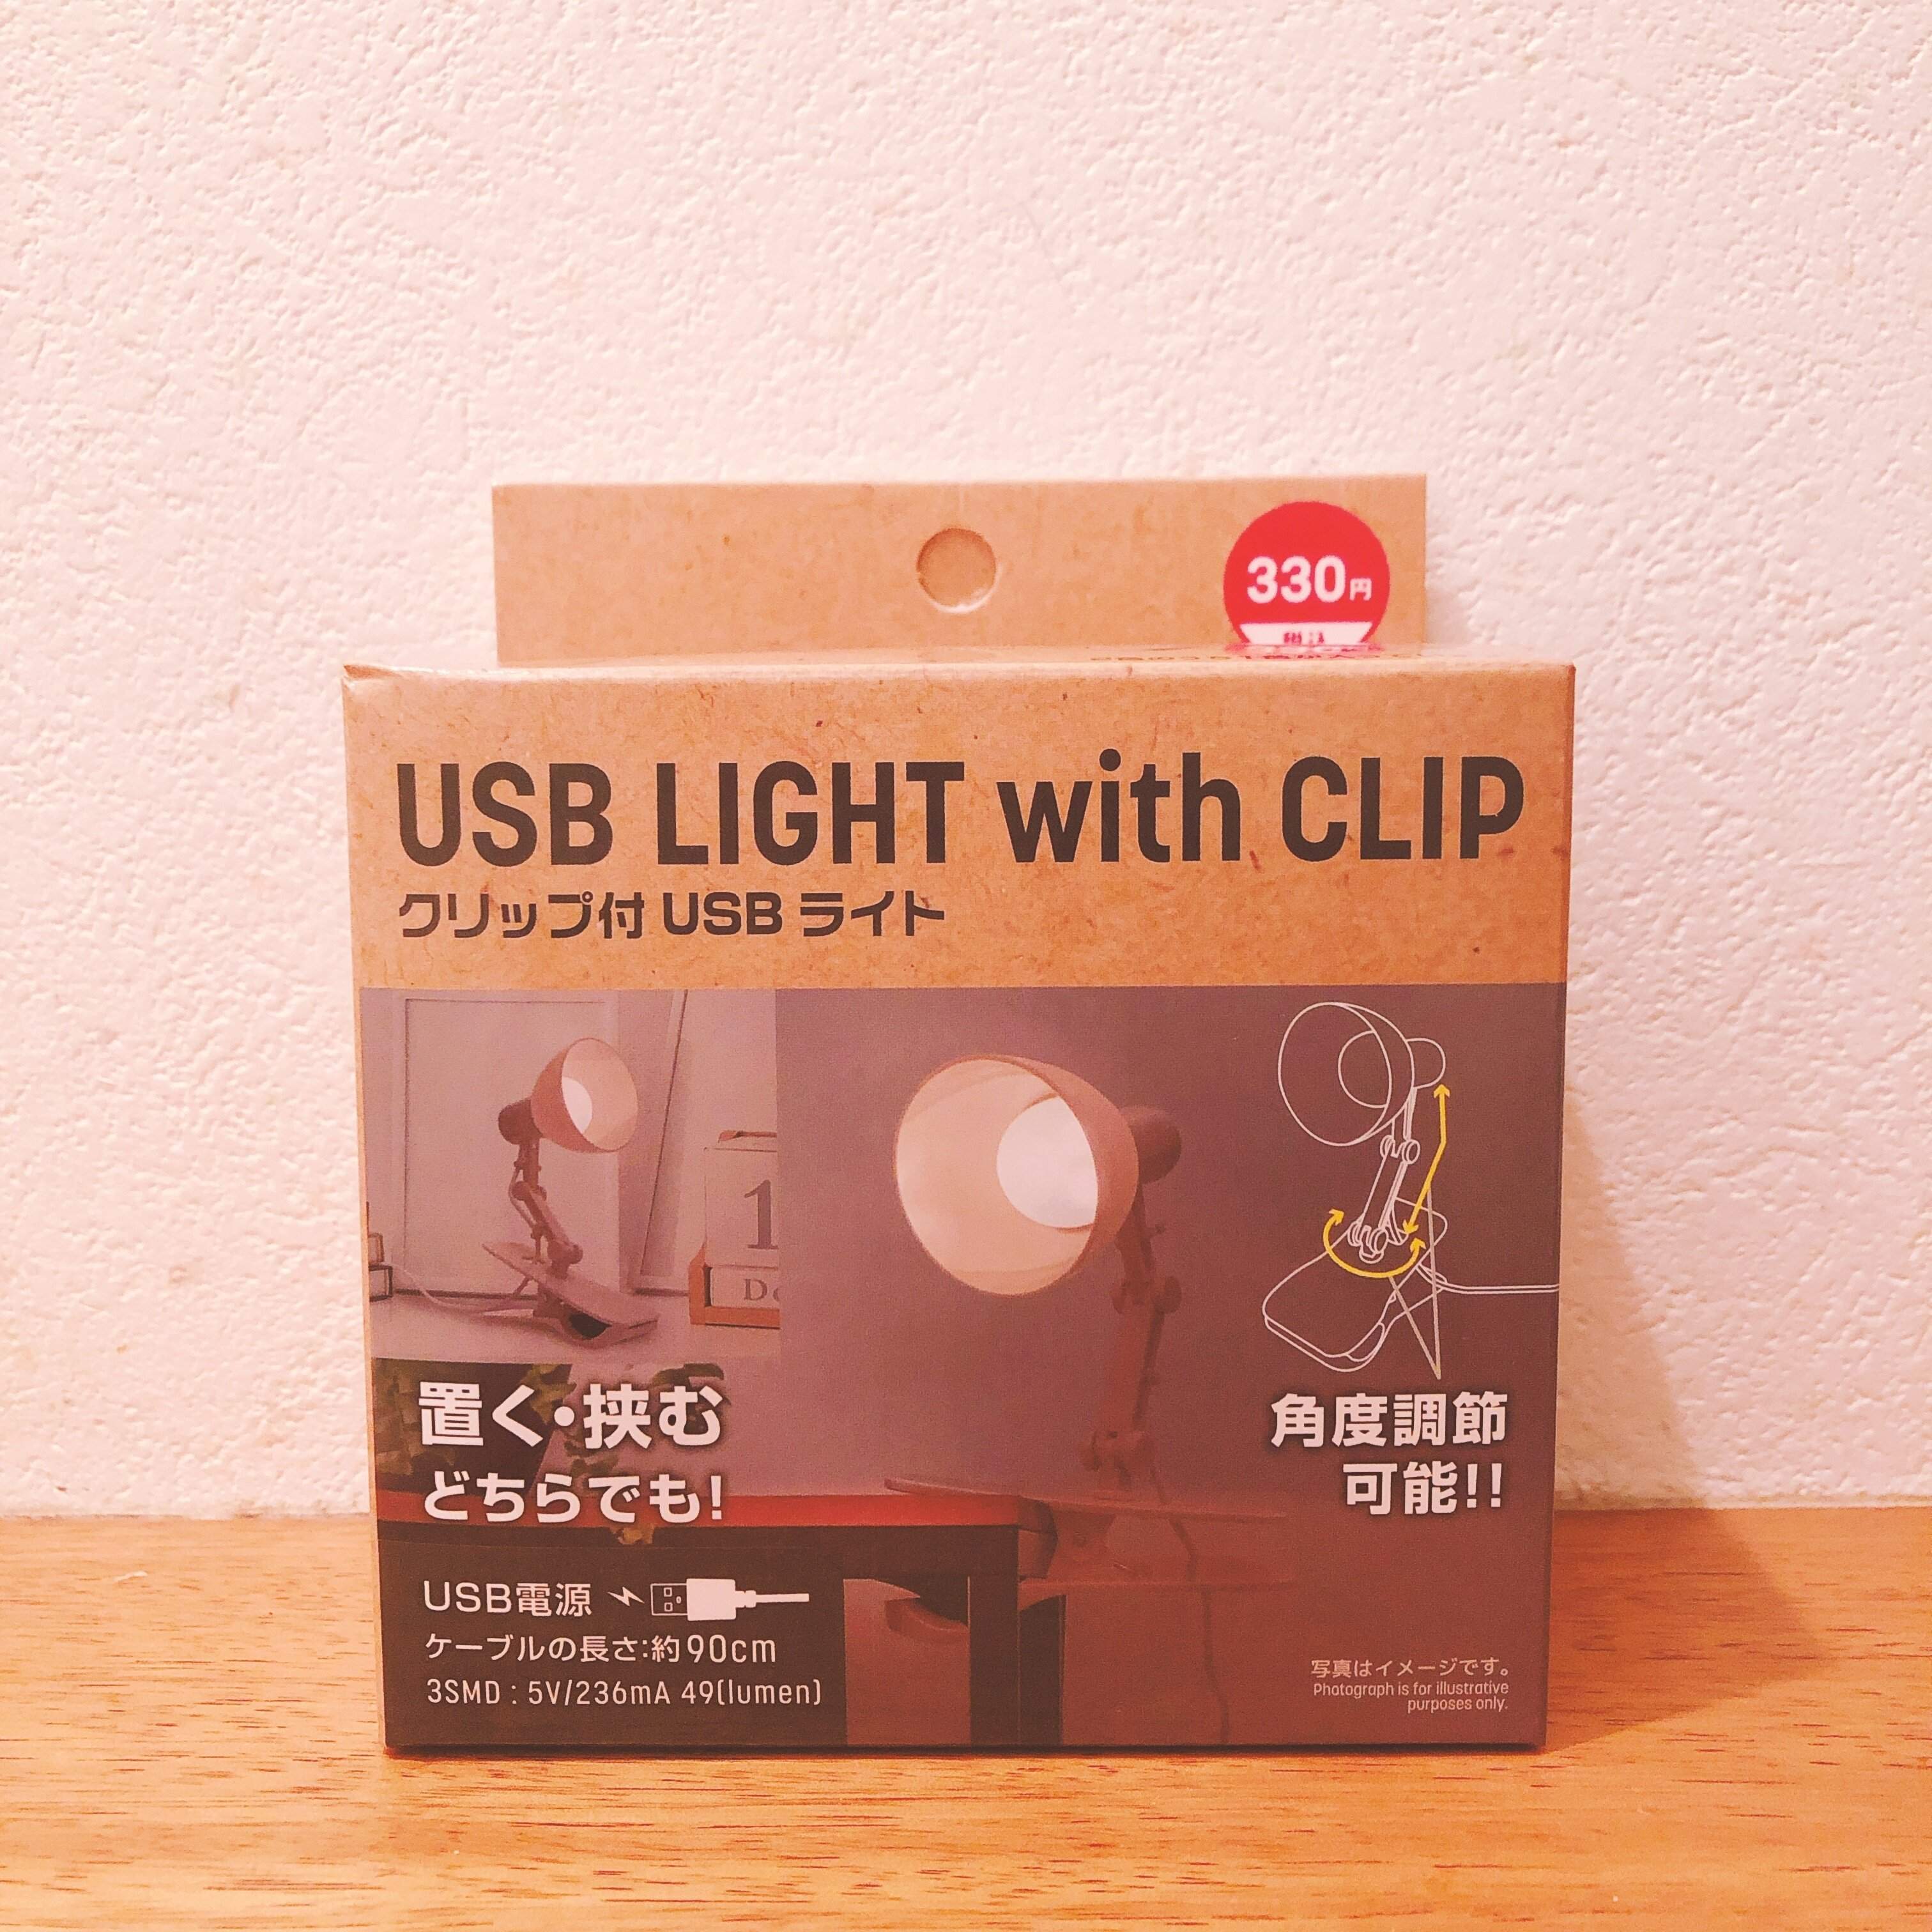 330円
税込
USB LIGHT with CLIP
クリップ付 USB ライト
1
置く・挟む
どちらでも!
角度調節
可能!!
USB電源
ケーブルの長さ:約90cm
3SMD : 5V/236mA 49(lumen)
写真はイメージです。
Photograph is for illustrative
purposes only.